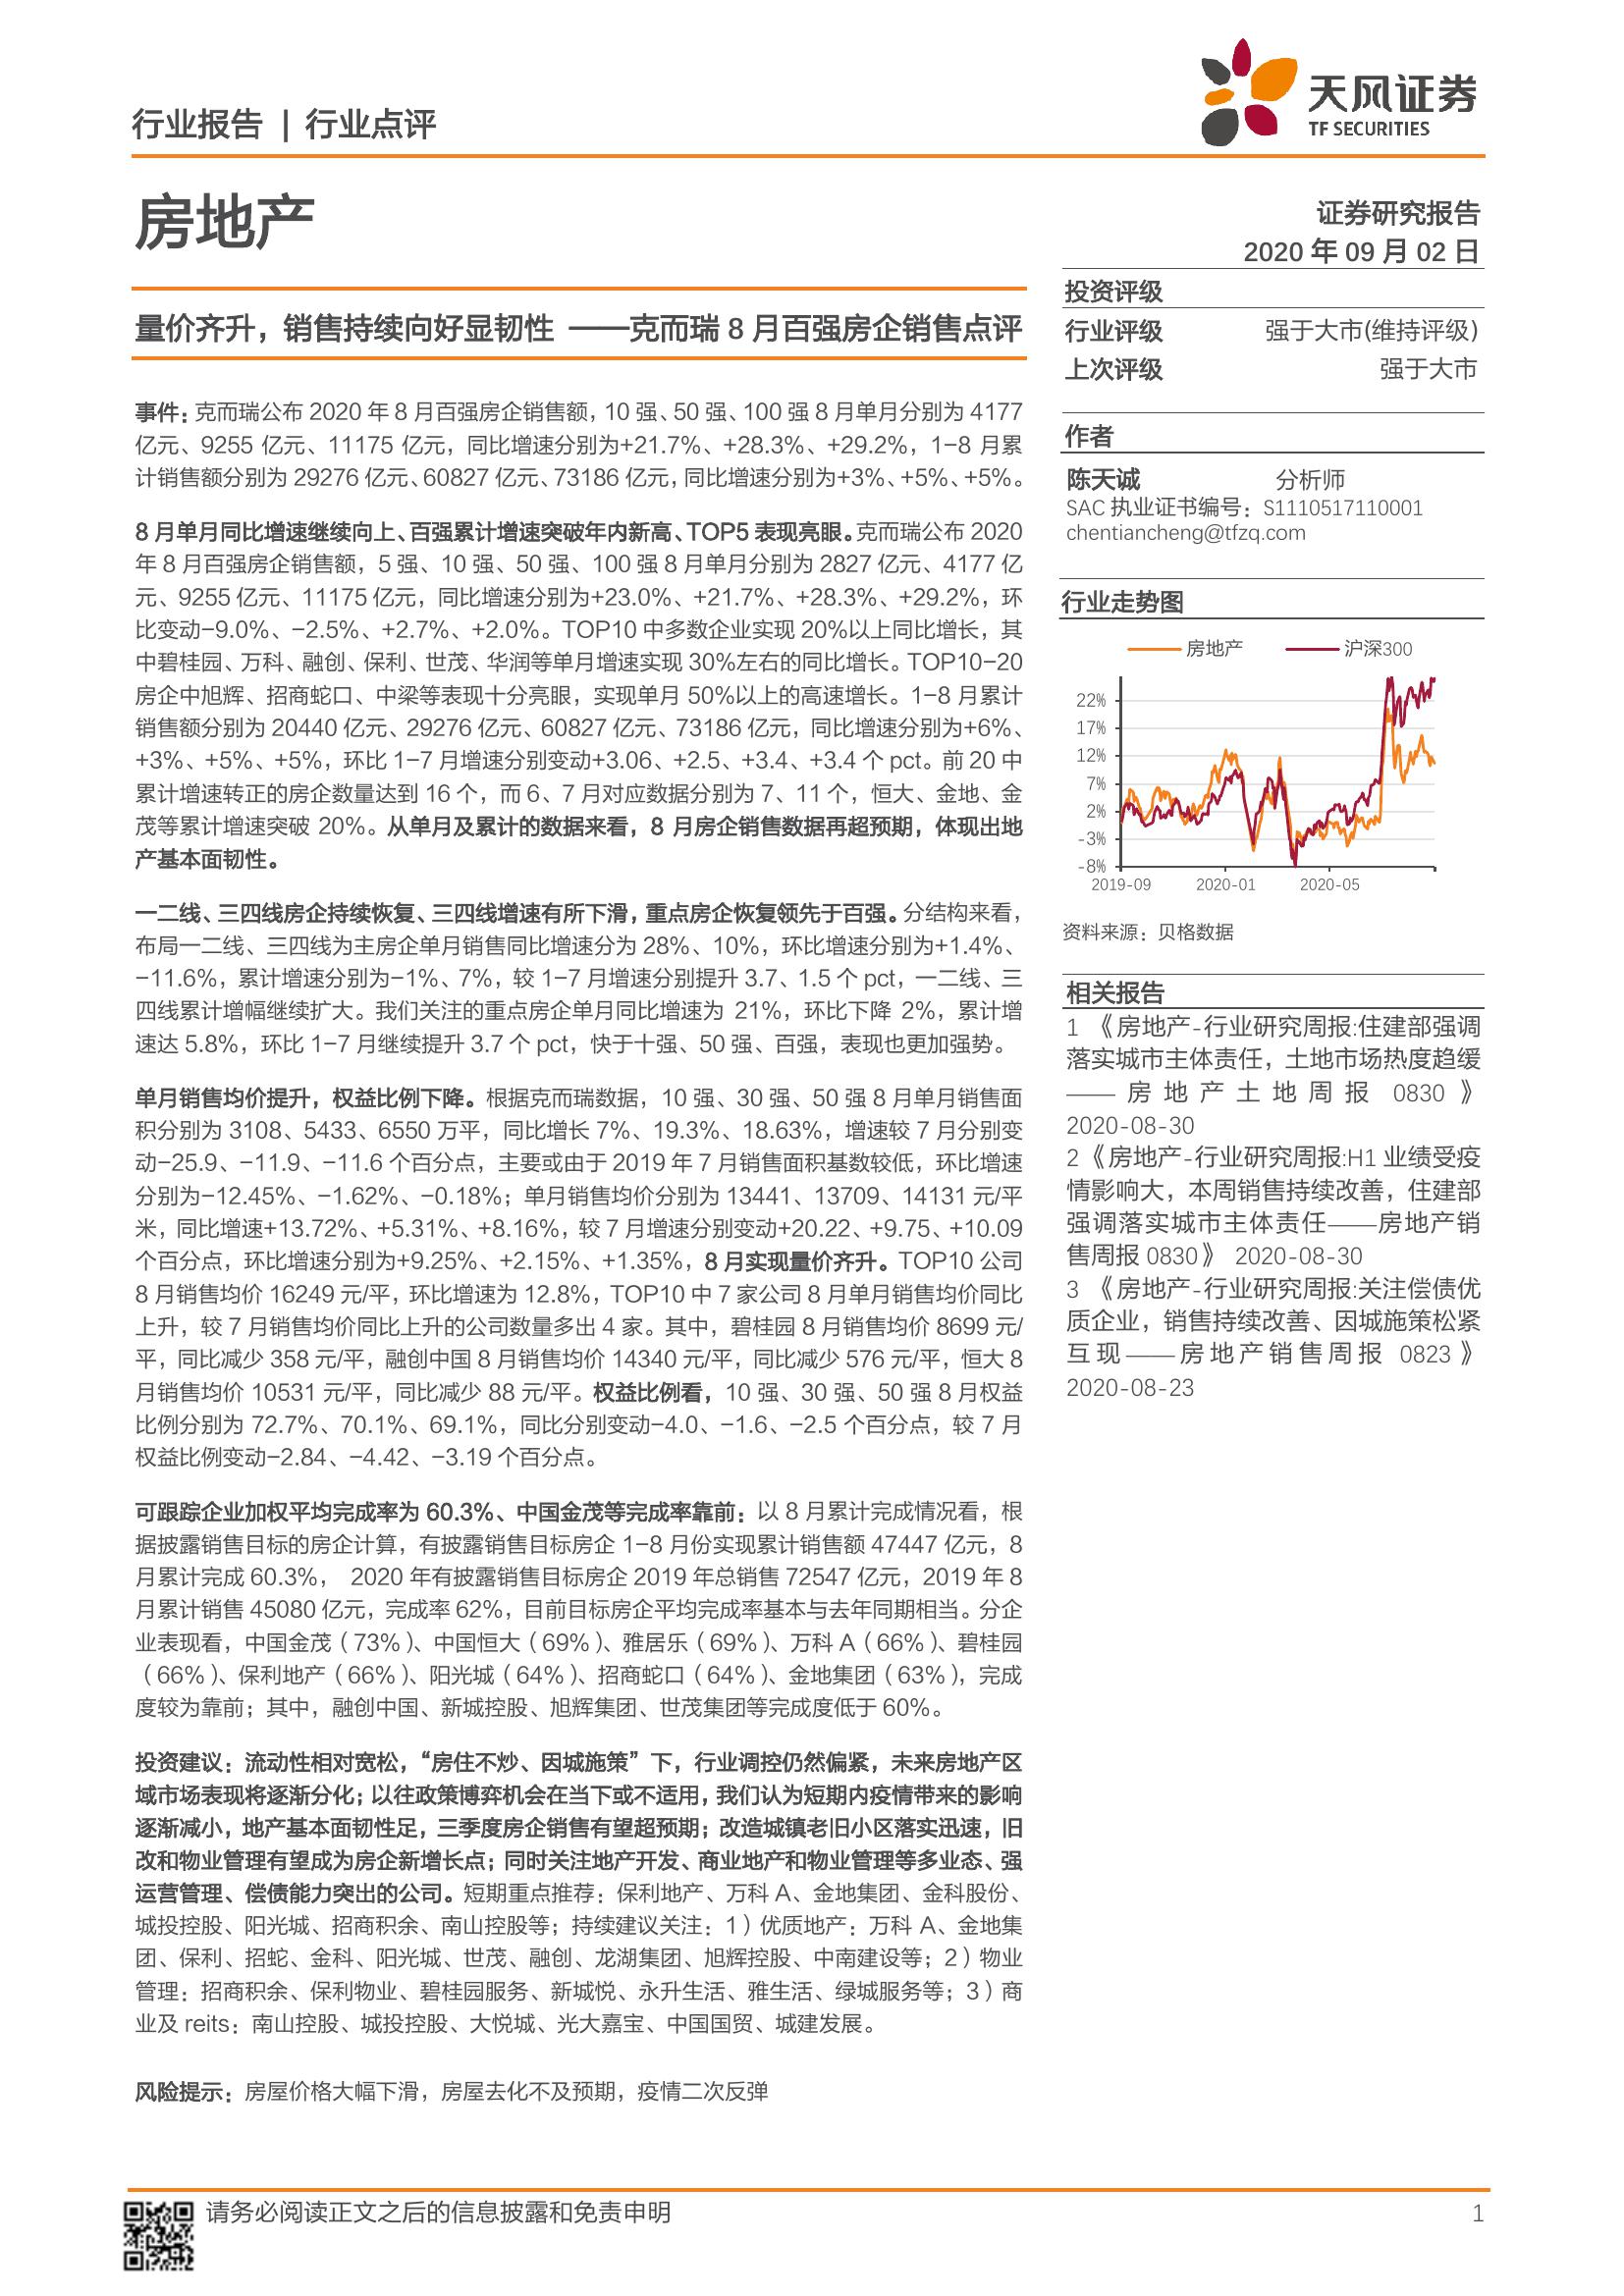 行业报告 | 行业点评
天风证券
TF SECURITIES
房地产
证券研究报告
2020 年 09 月 02 日
量价齐升，销售持续向好显韧性 ——克而瑞 8 月百强房企销售点评
事件：克而瑞公布 2020 年 8 月百强房企销售额，10 强、50 强、100 强 8 月单月分别为 4177
亿元、9255 亿元、11175 亿元，同比增速分别为+21.7%、+28.3%、+29.2%，1-8 月累
计销售额分别为 29276 亿元、60827 亿元、73186 亿元，同比增速分别为+3%、+5%、+5%。
8 月单月同比增速继续向上、百强累计增速突破年内新高、TOP5 表现亮眼。克而瑞公布 2020
年 8 月百强房企销售额，5 强、10 强、50 强、100 强 8 月单月分别为 2827 亿元、4177 亿
元、9255 亿元、11175 亿元，同比增速分别为+23.0%、+21.7%、+28.3%、+29.2%，环
比变动-9.0%、-2.5%、+2.7%、+2.0%。TOP10 中多数企业实现 20%以上同比增长，其
中碧桂园、万科、融创、保利、世茂、华润等单月增速实现 30%左右的同比增长。TOP10-20
房企中旭辉、招商蛇口、中梁等表现十分亮眼，实现单月 50%以上的高速增长。1-8 月累计
销售额分别为 20440 亿元、29276 亿元、60827 亿元、73186 亿元，同比增速分别为+6%、
+3%、+5%、+5%，环比 1-7 月增速分别变动+3.06、+2.5、+3.4、+3.4 个 pct。前 20 中
累计增速转正的房企数量达到 16 个，而 6、7 月对应数据分别为 7、11 个，恒大、金地、金
茂等累计增速突破 20%。从单月及累计的数据来看，8 月房企销售数据再超预期，体现出地
产基本面韧性。
一二线、三四线房企持续恢复、三四线增速有所下滑，重点房企恢复领先于百强。分结构来看，
布局一二线、三四线为主房企单月销售同比增速分为 28%、10%，环比增速分别为+1.4%、
-11.6%，累计增速分别为-1%、7%，较 1-7 月增速分别提升 3.7、1.5 个 pct，一二线、三
四线累计增幅继续扩大。我们关注的重点房企单月同比增速为 21%，环比下降 2%，累计增
速达 5.8%，环比 1-7 月继续提升 3.7 个 pct，快于十强、50 强、百强，表现也更加强势。
单月销售均价提升，权益比例下降。根据克而瑞数据，10 强、30 强、50 强 8 月单月销售面
积分别为 3108、5433、6550 万平，同比增长 7%、19.3%、18.63%，增速较 7 月分别变
动-25.9、-11.9、-11.6 个百分点，主要或由于 2019 年 7 月销售面积基数较低，环比增速
分别为-12.45%、-1.62%、-0.18%；单月销售均价分别为 13441、13709、14131 元/平
米，同比增速+13.72%、+5.31%、+8.16%，较 7 月增速分别变动+20.22、+9.75、+10.09
个百分点，环比增速分别为+9.25%、+2.15%、+1.35%，8 月实现量价齐升。TOP10 公司
8 月销售均价 16249 元/平，环比增速为 12.8%，TOP10 中 7 家公司 8 月单月销售均价同比
上升，较 7 月销售均价同比上升的公司数量多出 4 家。其中，碧桂园 8 月销售均价 8699 元/
平，同比减少 358 元/平，融创中国 8 月销售均价 14340 元/平，同比减少 576 元/平，恒大 8
月销售均价 10531 元/平，同比减少 88 元/平。权益比例看，10 强、30 强、50 强 8 月权益
比例分别为 72.7%、70.1%、69.1%，同比分别变动-4.0、-1.6、-2.5 个百分点，较 7 月
权益比例变动-2.84、-4.42、-3.19 个百分点。
可跟踪企业加权平均完成率为 60.3%、中国金茂等完成率靠前：以 8 月累计完成情况看，根
据披露销售目标的房企计算，有披露销售目标房企 1-8 月份实现累计销售额 47447 亿元，8
月累计完成 60.3%， 2020 年有披露销售目标房企 2019 年总销售 72547 亿元，2019 年 8
月累计销售 45080 亿元，完成率 62%，目前目标房企平均完成率基本与去年同期相当。分企
业表现看，中国金茂（73%）、中国恒大（69%）、雅居乐（69%）、万科 A（66%）、碧桂园
（66%）、保利地产（66%）、阳光城（64%）、招商蛇口（64%）、金地集团（63%），完成
度较为靠前；其中，融创中国、新城控股、旭辉集团、世茂集团等完成度低于 60%。
投资建议：流动性相对宽松，“房住不炒、因城施策”下，行业调控仍然偏紧，未来房地产区
域市场表现将逐渐分化；以往政策博弈机会在当下或不适用，我们认为短期内疫情带来的影响
逐渐减小，地产基本面韧性足，三季度房企销售有望超预期；改造城镇老旧小区落实迅速，旧
改和物业管理有望成为房企新增长点；同时关注地产开发、商业地产和物业管理等多业态、强
运营管理、偿债能力突出的公司。短期重点推荐：保利地产、万科 A、金地集团、金科股份、
城投控股、阳光城、招商积余、南山控股等；持续建议关注：1）优质地产：万科 A、金地集
团、保利、招蛇、金科、阳光城、世茂、融创、龙湖集团、旭辉控股、中南建设等；2）物业
管理：招商积余、保利物业、碧桂园服务、新城悦、永升生活、雅生活、绿城服务等；3）商
业及 reits：南山控股、城投控股、大悦城、光大嘉宝、中国国贸、城建发展。
风险提示：房屋价格大幅下滑，房屋去化不及预期，疫情二次反弹
投资评级
行业评级 强于大市(维持评级)
上次评级 强于大市
作者
陈天诚 分析师
SAC 执业证书编号：S1110517110001
chentiancheng@tfzq.com
行业走势图
房地产 沪深300
22%
17%
12%
7%
2%
-3%
-8%
2019-09 2020-01 2020-05
资料来源：贝格数据
相关报告
1 《房地产-行业研究周报:住建部强调
落实城市主体责任，土地市场热度趋缓
——房地产土地周报 0830》
2020-08-30
2《房地产-行业研究周报:H1 业绩受疫
情影响大，本周销售持续改善，住建部
强调落实城市主体责任——房地产销
售周报 0830》 2020-08-30
3 《房地产-行业研究周报:关注偿债优
质企业，销售持续改善、因城施策松紧
互现——房地产销售周报 0823》
2020-08-23
请务必阅读正文之后的信息披露和免责申明
1